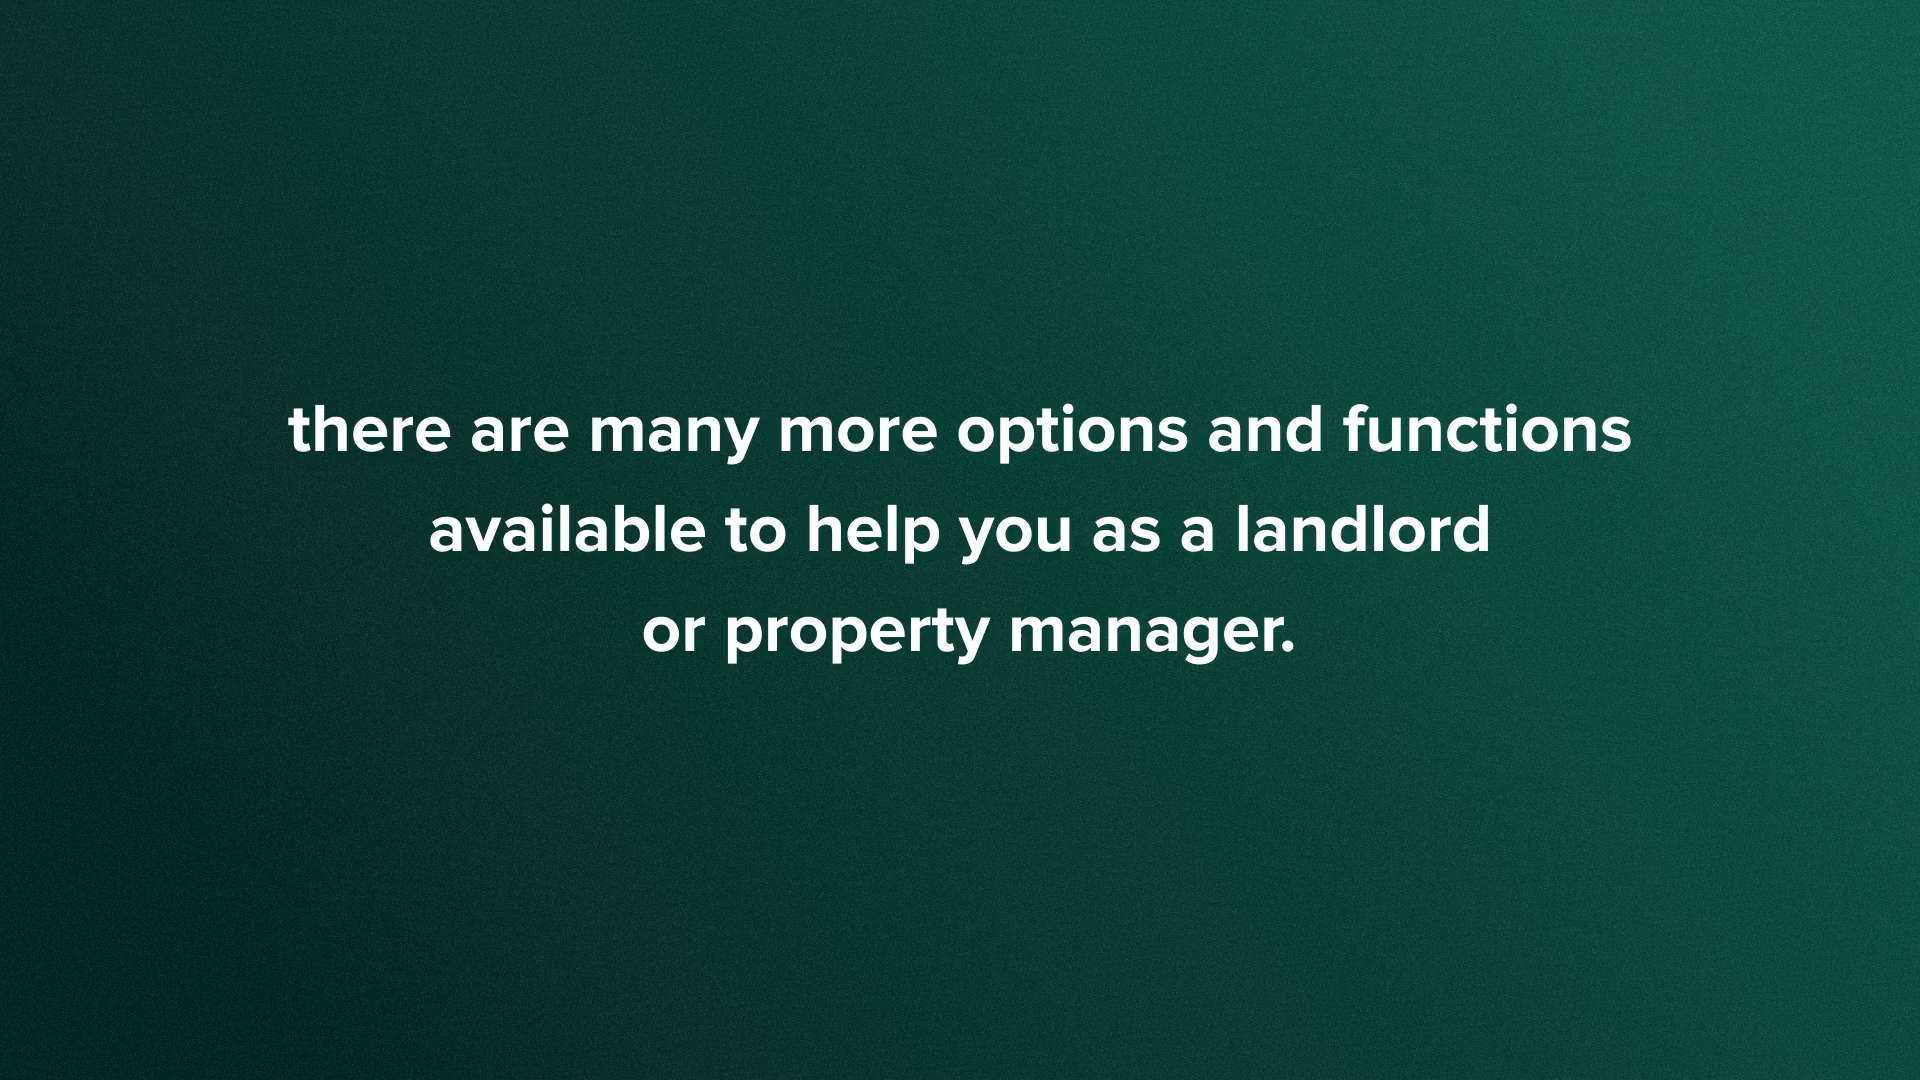 there are many more options and functions
available to help you as a landlord
or property manager.